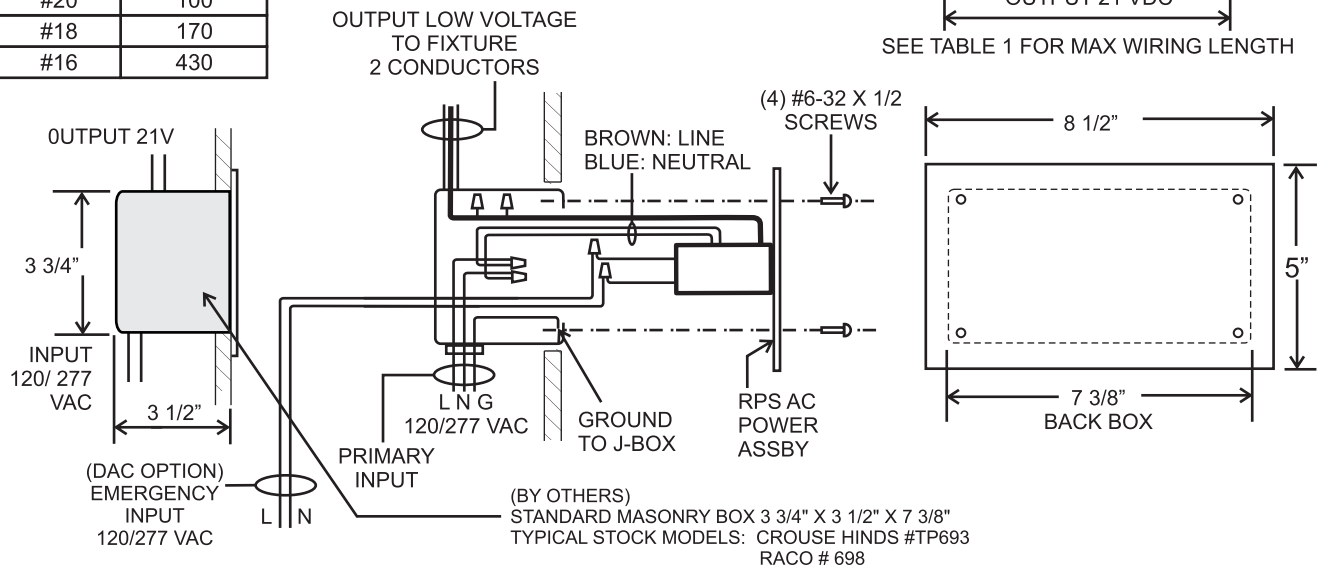 #20 100
#18 170
#16 430
OUTPUT LOW VOLTAGE
TO FIXTURE
2 CONDUCTORS
OUTPUT 21 VDC
SEE TABLE 1 FOR MAX WIRING LENGTH
0UTPUT 21V
3 3/4”
INPUT
120/ 277
VAC
3 1/2”
(DAC OPTION)
EMERGENCY
INPUT
120/277 VAC
L N
BROWN: LINE
BLUE: NEUTRAL
(4) #6-32 X 1/2
SCREWS
L N G
120/277 VAC
PRIMARY
INPUT
GROUND
TO J-BOX
RPS AC
POWER
ASSBY
8 1/2”
5”
7 3/8”
BACK BOX
(BY OTHERS)
STANDARD MASONRY BOX 3 3/4" X 3 1/2" X 7 3/8"
TYPICAL STOCK MODELS: CROUSE HINDS #TP693
RACO # 698